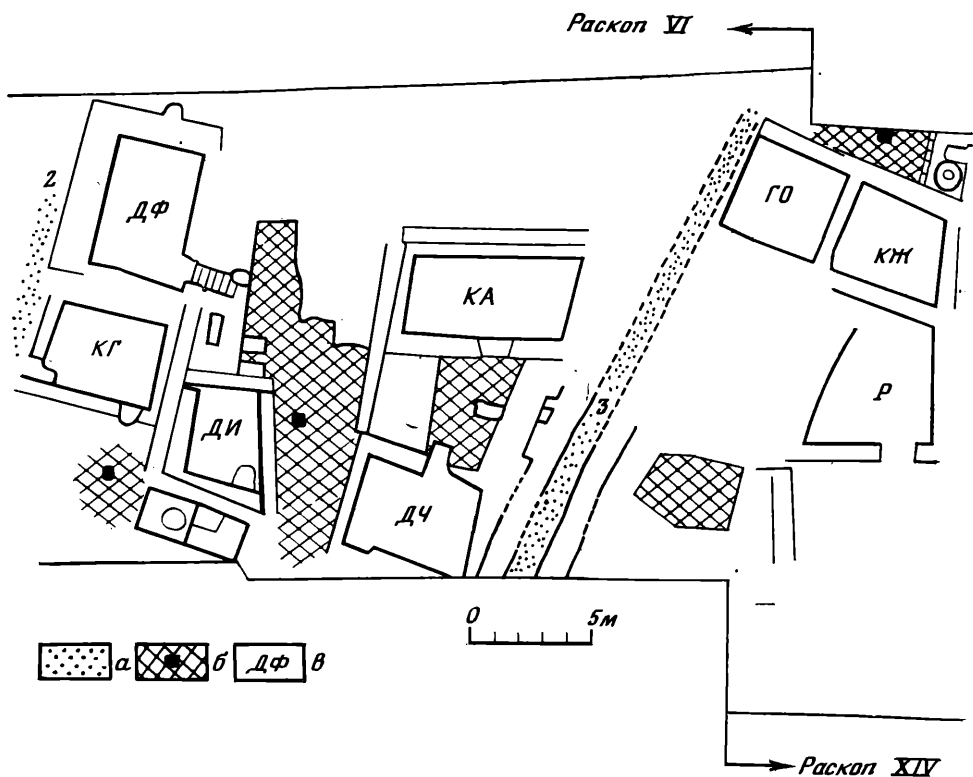 Раскоп VI
2
ДФ
ГО
КЖ
КА
КГ
Р
3
ДИ
ДЧ
0 5м
а б ДФ в
Раскоп XIV